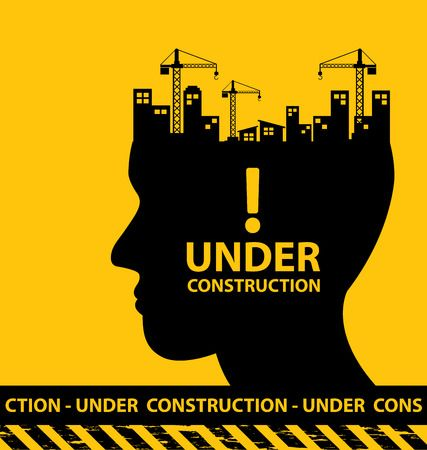 !
UNDER
CONSTRUCTION
CTION - UNDER CONSTRUCTION - UNDER CONS